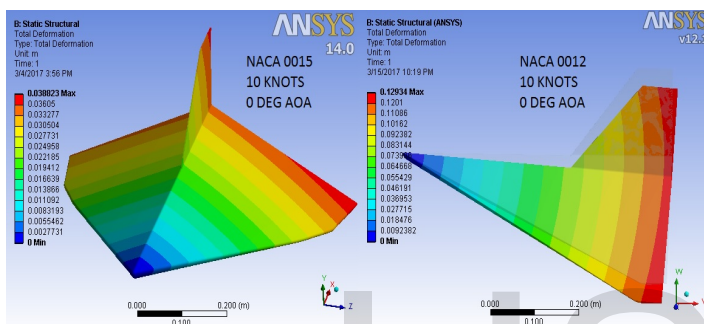 B: Static Structural
Total Deformation
Type: Total Deformation
Unit: m
Time: 1
3/4/2017 3:56 PM
0.038823 Max
0.03605
0.033277
0.030504
0.027731
0.024958
0.022185
0.019412
0.016639
0.013866
0.011092
0.0083193
0.0055462
0.0027731
0 Min
ANSYS
14.0
NACA 0015
10 KNOTS
0 DEG AOA
Y
X
Z
0.000
0.200 (m)
0.100
B: Static Structural (ANSYS)
Total Deformation
Type: Total Deformation
Unit: m
Time: 1
3/15/2017 10:19 PM
0.12934 Max
0.1201
0.11086
0.10162
0.092382
0.083144
0.064668
0.055429
0.046191
0.036953
0.027715
0.018476
0.0092382
0 Min
ANSYS
NACA 0012
10 KNOTS
0 DEG AOA
0.000
0.200 (m)
0.100